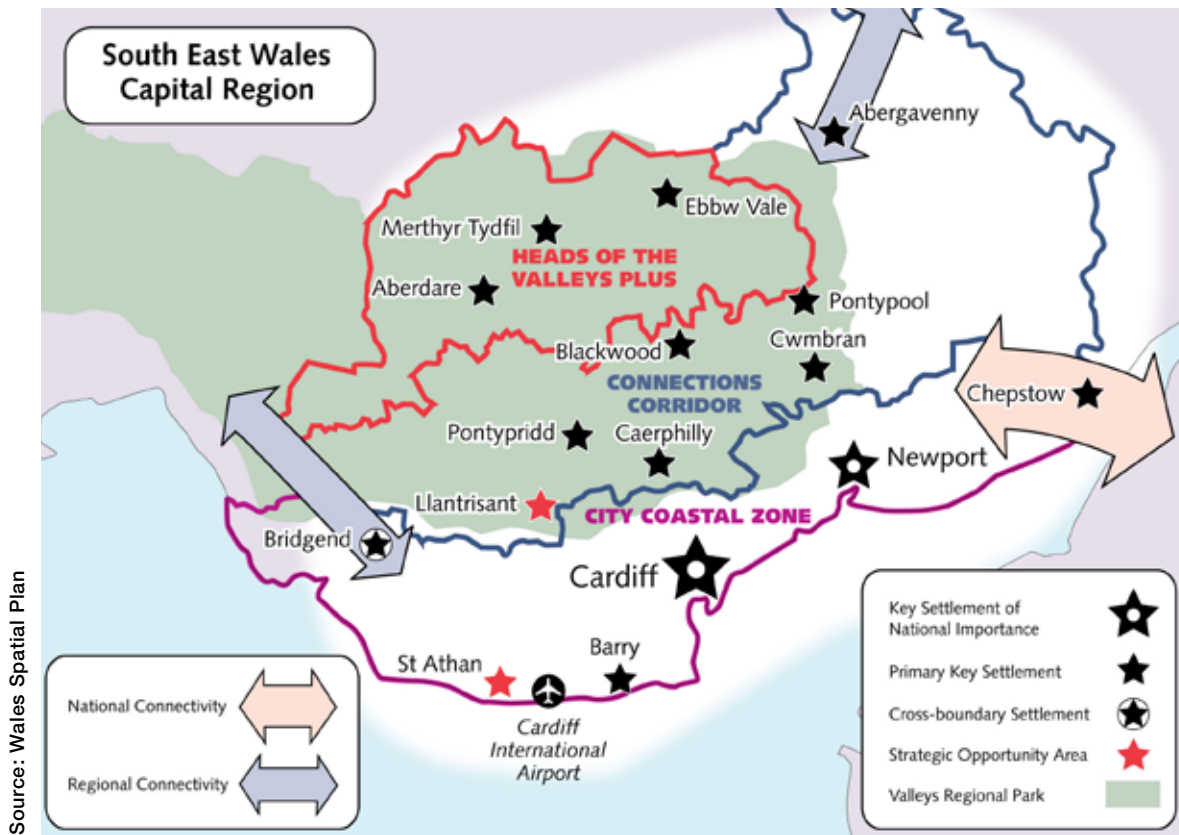 South East Wales
Capital Region
Abergavenny
Ebbw Vale
Merthyr Tydfil
HEADS OF THE
VALLEYS PLUS
Aberdare
Pontypool
Blackwood
Cwmbran
CONNECTIONS
CORRIDOR
Chepstow
Pontypridd
Caerphilly
Newport
Llantrisant
CITY COASTAL ZONE
Bridgend
Cardiff
St Athan
Barry
Cardiff
International
Airport
National Connectivity
Regional Connectivity
Key Settlement of
National Importance
Primary Key Settlement
Cross-boundary Settlement
Strategic Opportunity Area
Valleys Regional Park
Source: Wales Spatial Plan